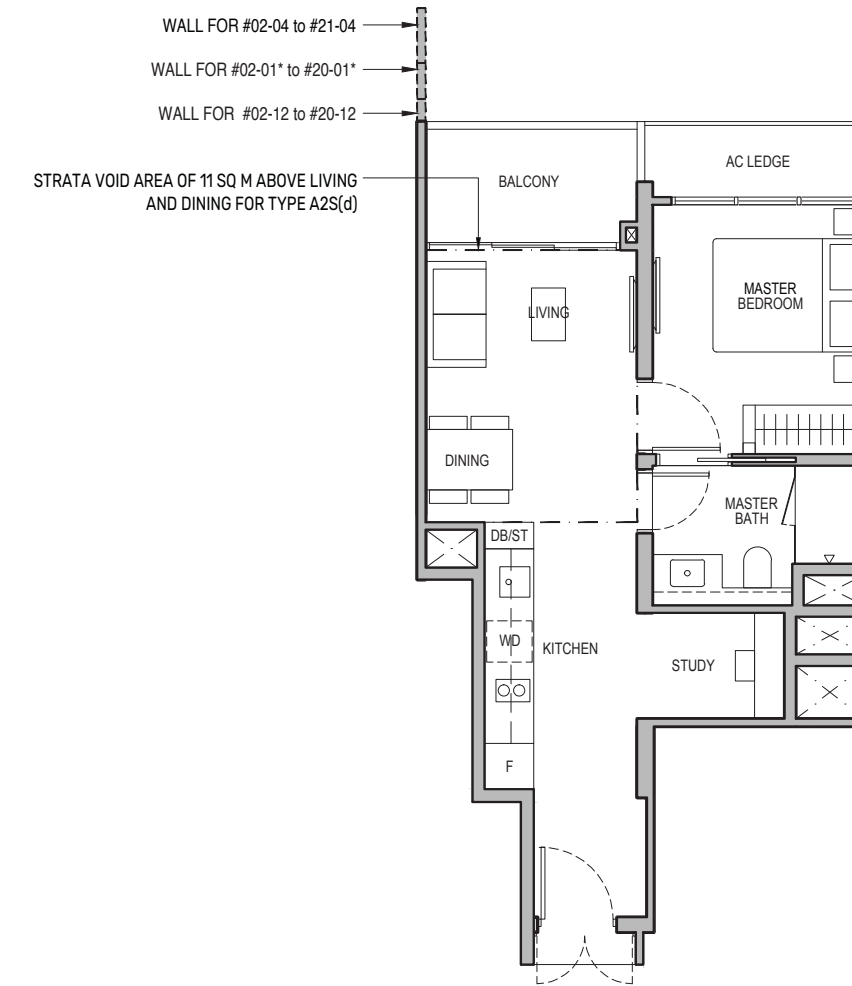 WALL FOR #02-04 to #21-04
WALL FOR #02-01* to #20-01*
WALL FOR #02-12 to #20-12
STRATA VOID AREA OF 11 SQ M ABOVE LIVING
AND DINING FOR TYPE A2S(d)
BALCONY
AC LEDGE
MASTER
BEDROOM
LIVING
DINING
MASTER
BATH
DB/ST
WD
KITCHEN
STUDY
F